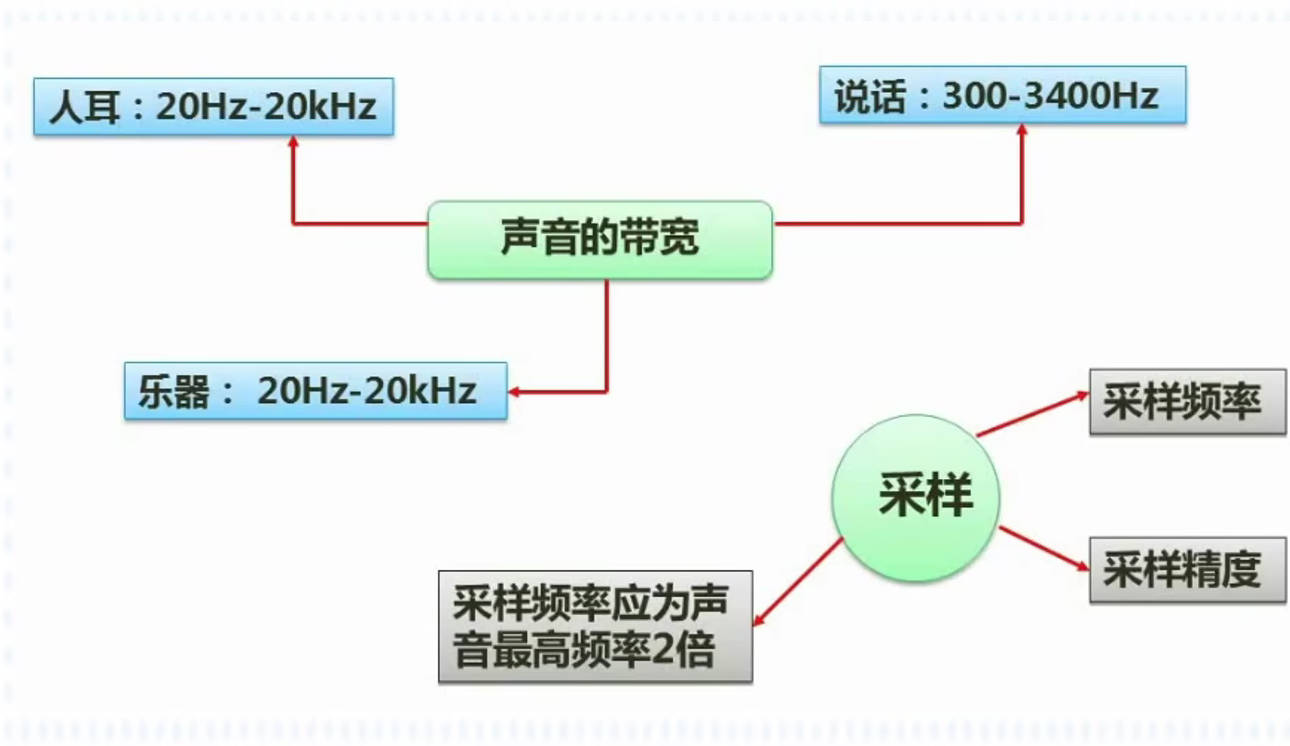 人耳：20Hz-20kHz
说话：300-3400Hz
声音的带宽
乐器： 20Hz-20kHz
采样频率
采样
采样精度
采样频率应为声
音最高频率2倍